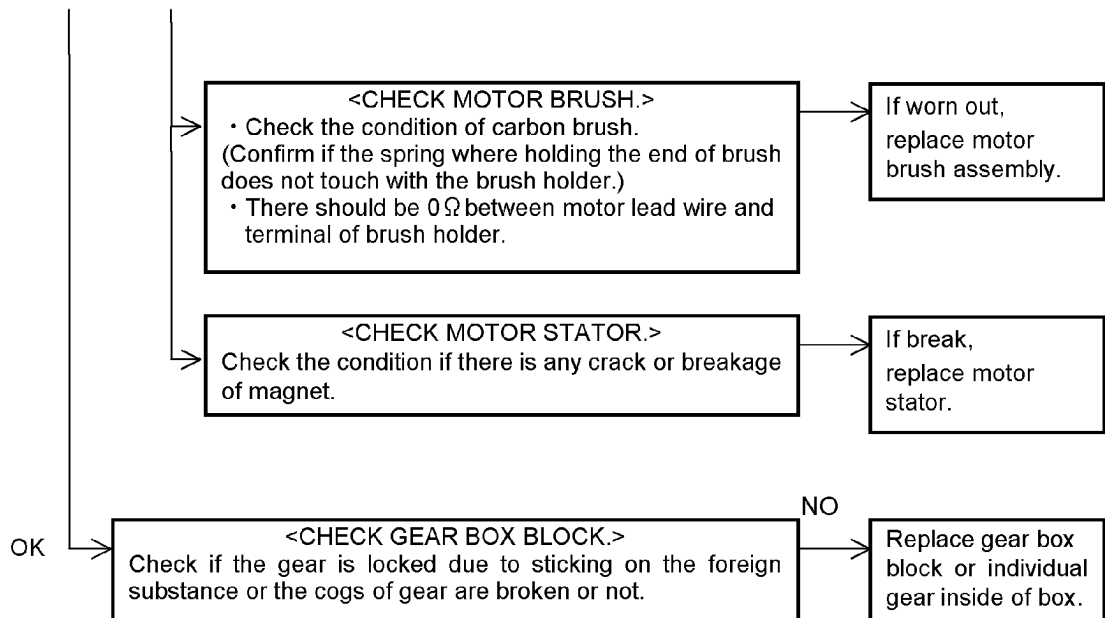 <CHECK MOTOR BRUSH.>
・Check the condition of carbon brush.
(Confirm if the spring where holding the end of brush
does not touch with the brush holder.)
・There should be 0Ω between motor lead wire and
terminal of brush holder.
If worn out,
replace motor
brush assembly.
<CHECK MOTOR STATOR.>
Check the condition if there is any crack or breakage
of magnet.
If break,
replace motor
stator.
OK
<CHECK GEAR BOX BLOCK.>
Check if the gear is locked due to sticking on the foreign
substance or the cogs of gear are broken or not.
NO
Replace gear box
block or individual
gear inside of box.